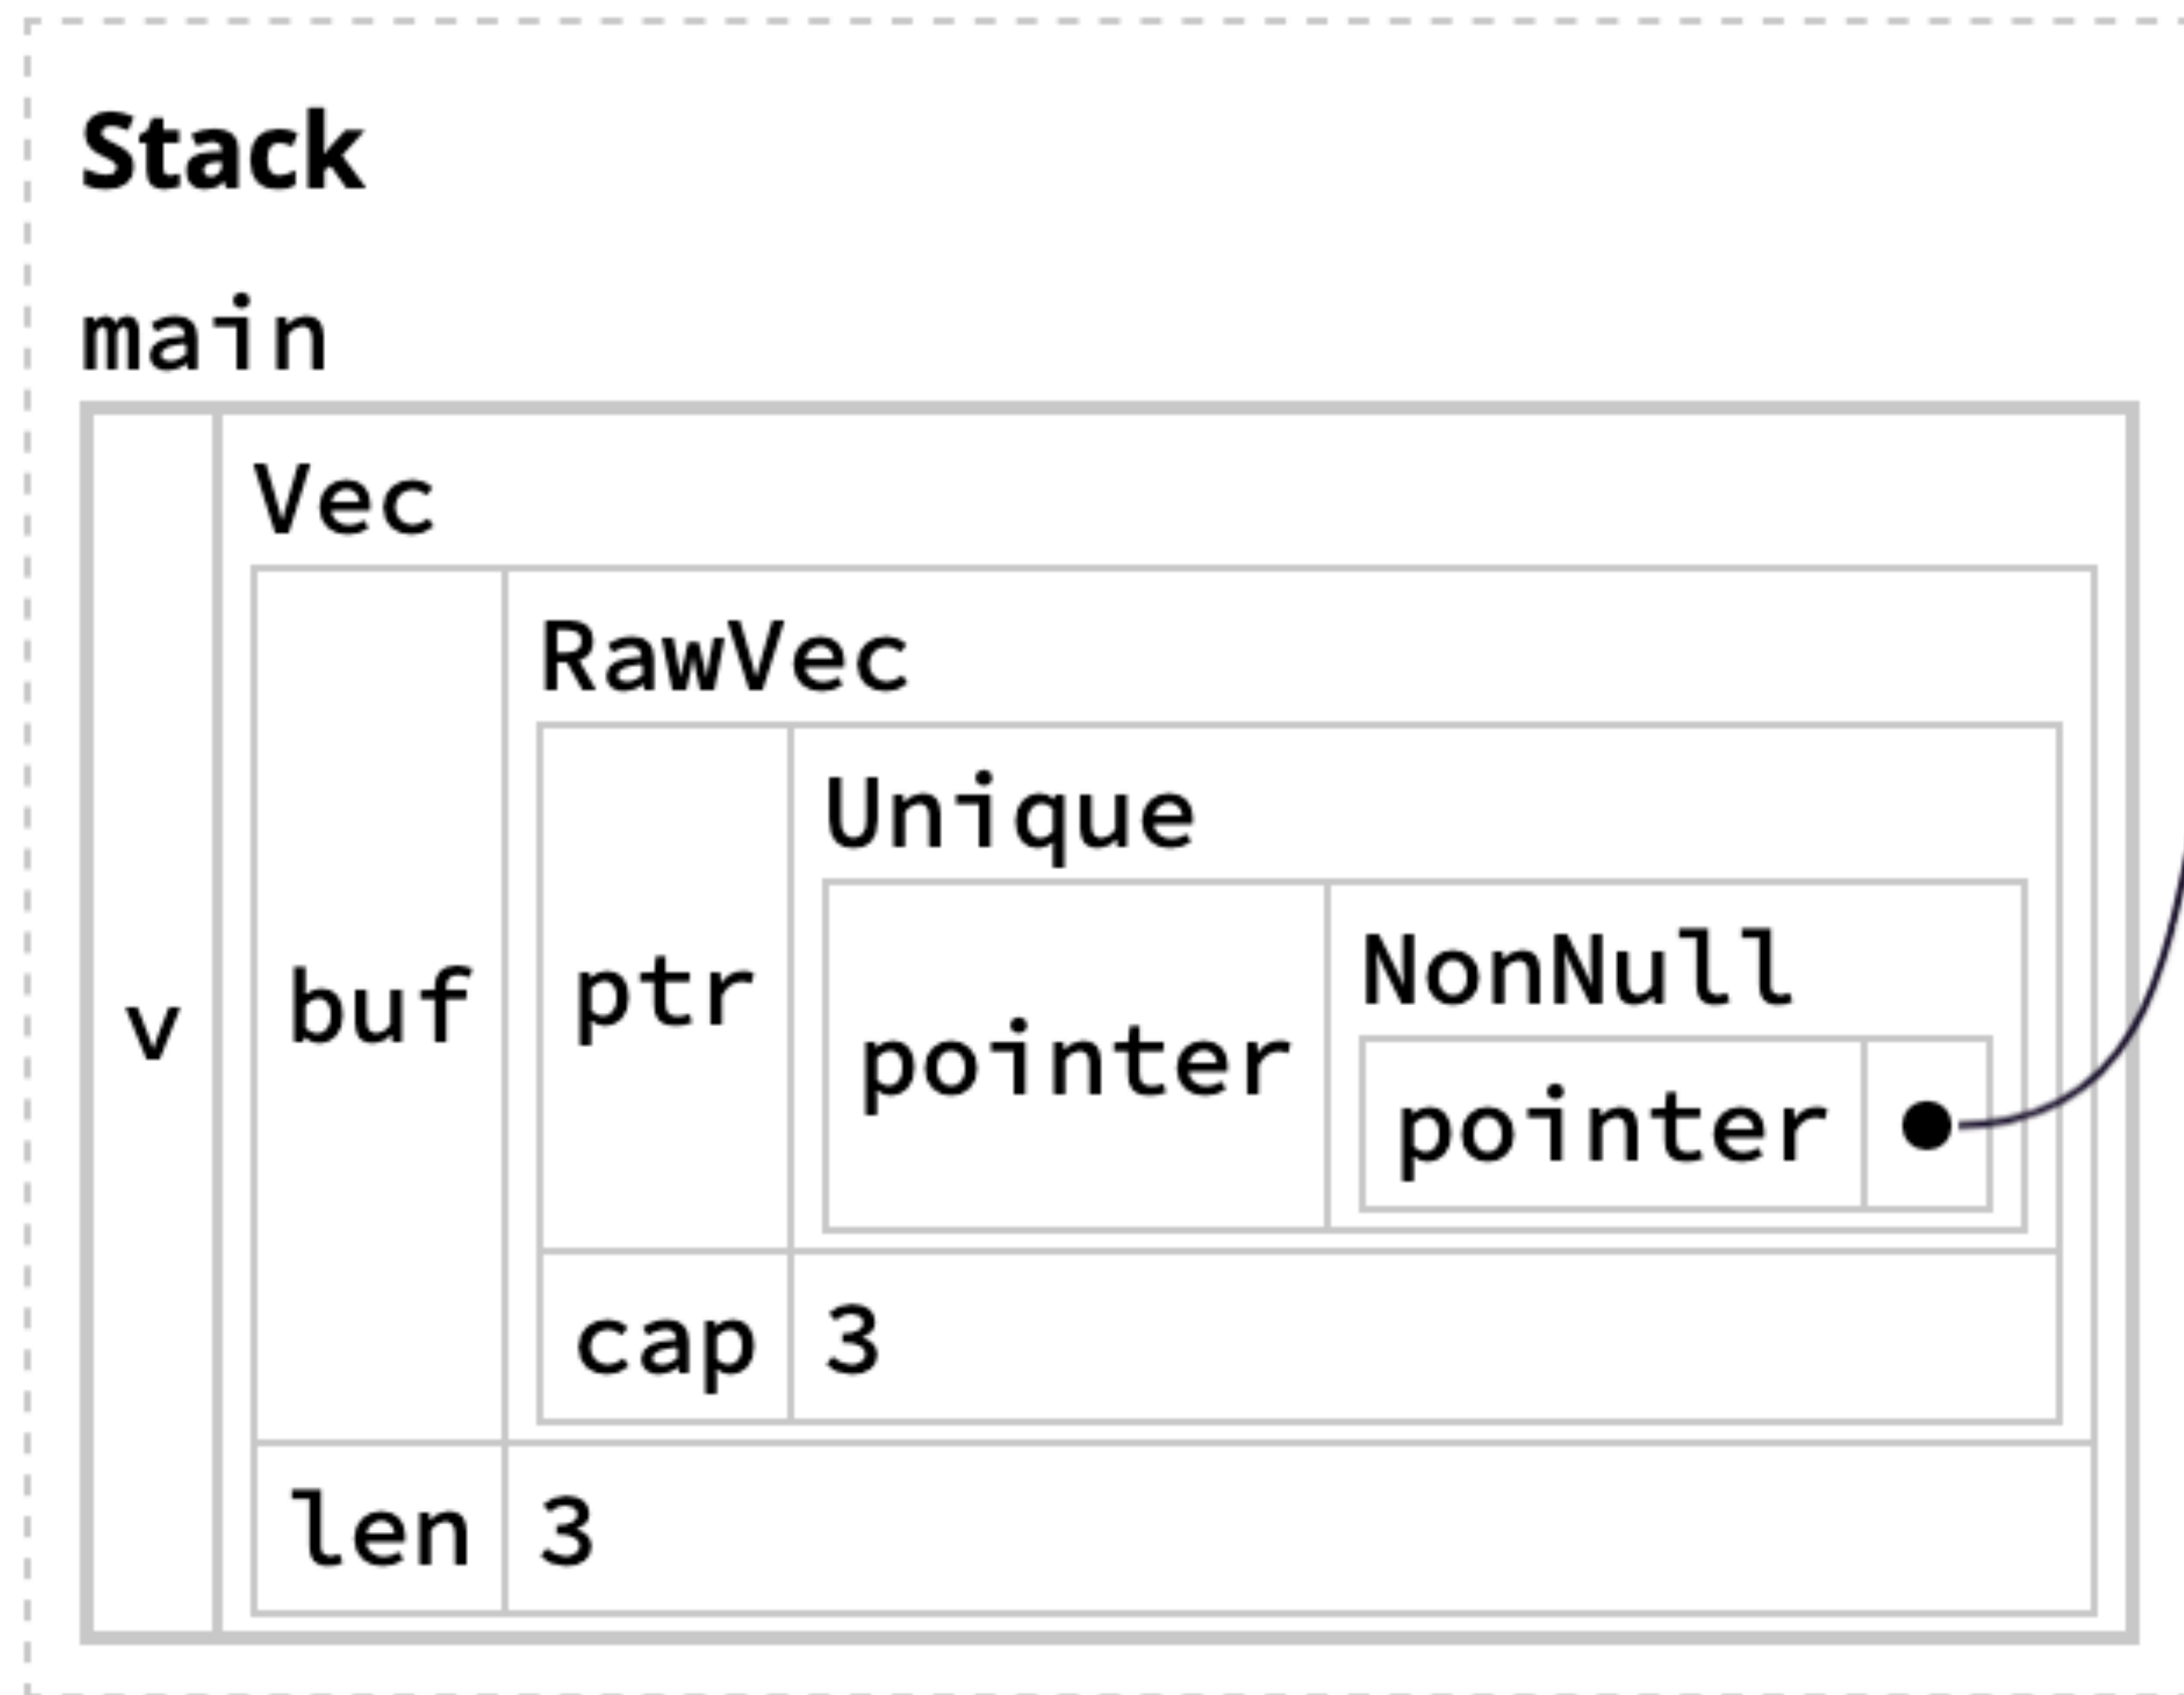 Stack
main
Vec
RawVec
Unique
NonNull
v
buf
ptr
pointer
pointer
cap 3
len 3